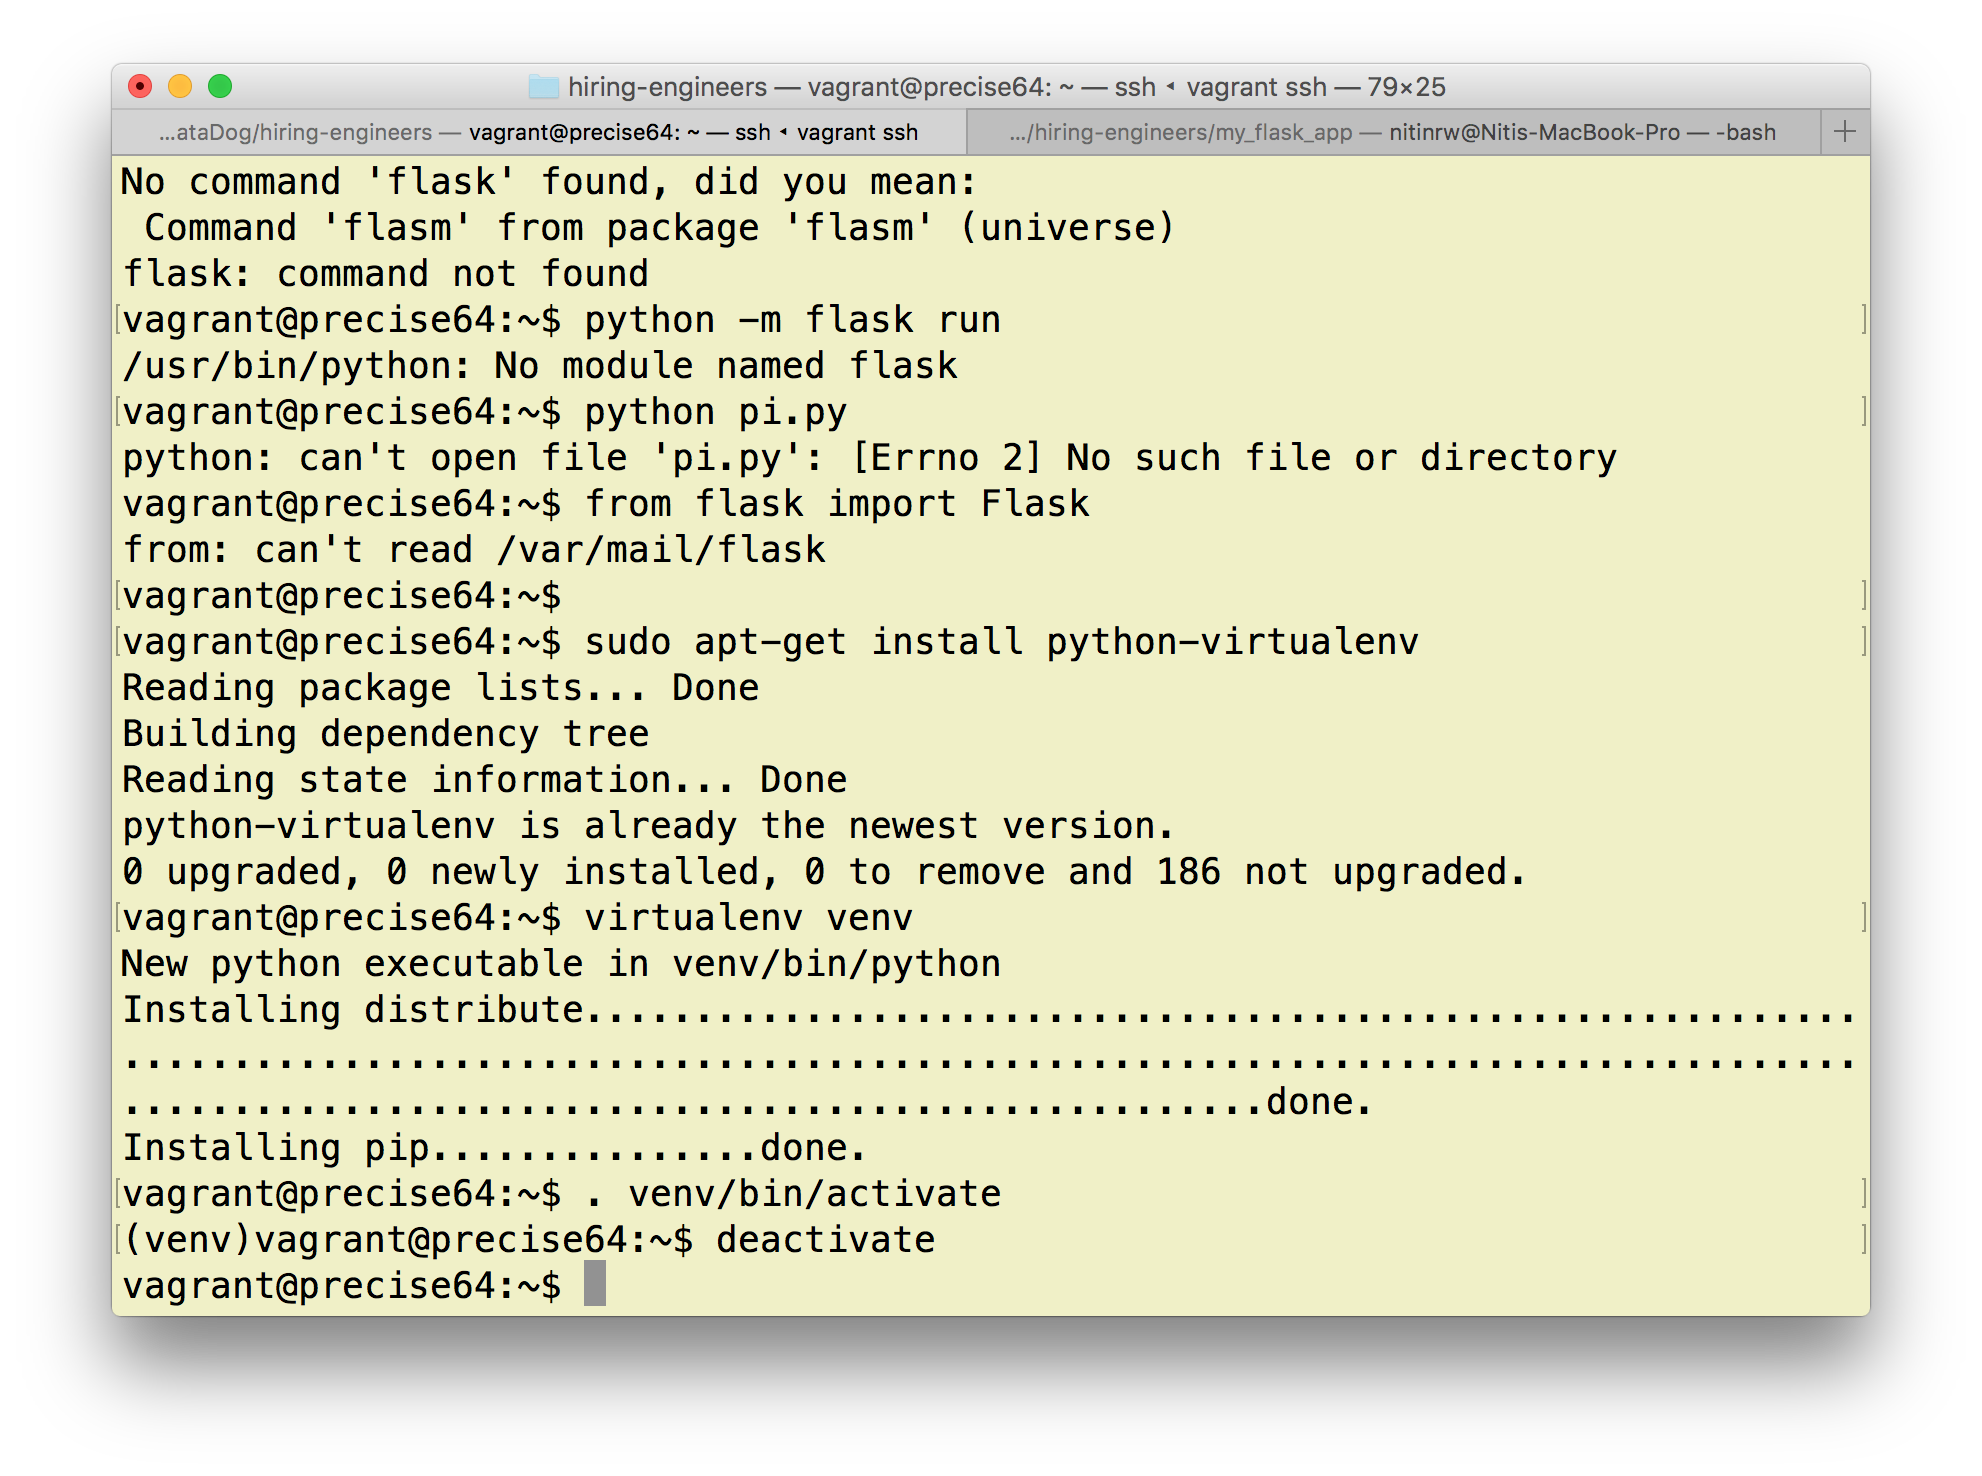 hiring-engineers — vagrant@precise64: ~ — ssh ◂ vagrant ssh — 79×25
...ataDog/hiring-engineers — vagrant@precise64: ~ — ssh ◂ vagrant ssh
.../hiring-engineers/my_flask_app — nitinrw@Nitis-MacBook-Pro — -bash
No command 'flask' found, did you mean:
 Command 'flasm' from package 'flasm' (universe)
flask: command not found
vagrant@precise64:~$ python -m flask run
/usr/bin/python: No module named flask
vagrant@precise64:~$ python pi.py
python: can't open file 'pi.py': [Errno 2] No such file or directory
vagrant@precise64:~$ from flask import Flask
from: can't read /var/mail/flask
vagrant@precise64:~$
vagrant@precise64:~$ sudo apt-get install python-virtualenv
Reading package lists... Done
Building dependency tree
Reading state information... Done
python-virtualenv is already the newest version.
0 upgraded, 0 newly installed, 0 to remove and 186 not upgraded.
vagrant@precise64:~$ virtualenv venv
New python executable in venv/bin/python
Installing distribute..........................................................
...............................................................................
....................................................done.
Installing pip...............done.
vagrant@precise64:~$ . venv/bin/activate
(venv)vagrant@precise64:~$ deactivate
vagrant@precise64:~$